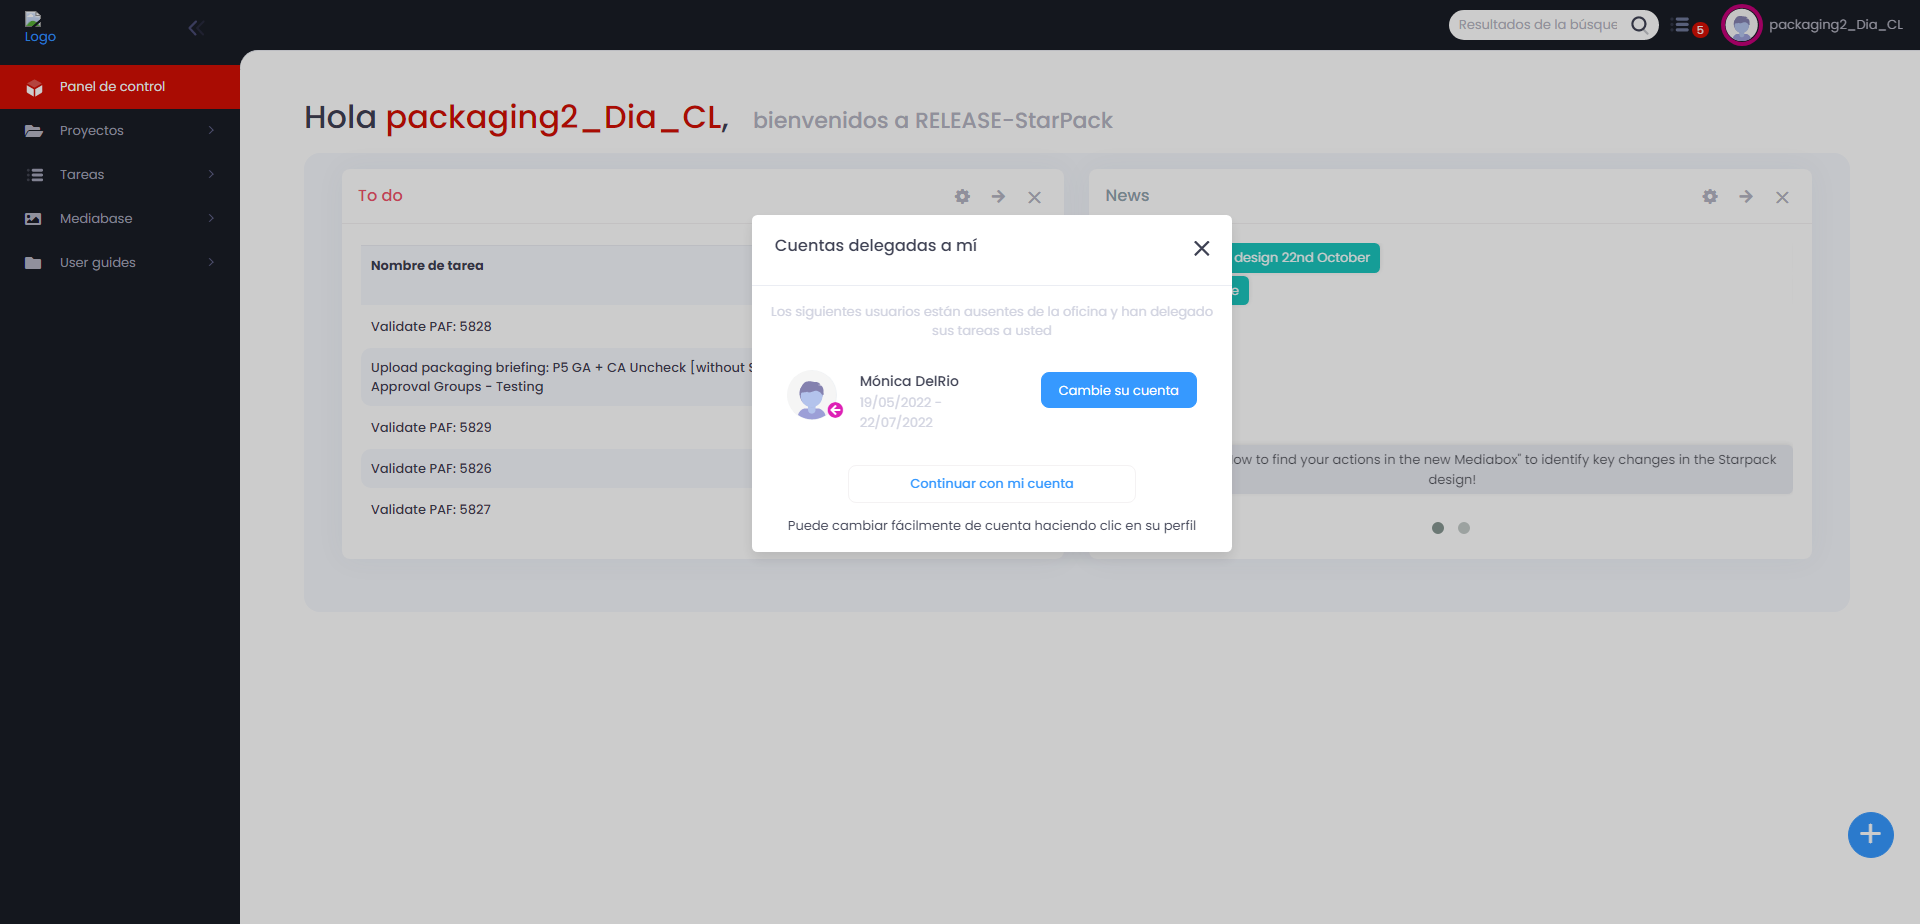 Logo
Resultados de la búsque
5
packaging2_Dia_CL
Panel de control
Proyectos
Tareas
Mediabase
User guides
Hola packaging2_Dia_CL, bienvenidos a RELEASE-StarPack
To do
News
Nombre de tarea
Validate PAF: 5828
Upload packaging briefing: P5 GA + CA Uncheck [without
Approval Groups - Testing
Validate PAF: 5829
Validate PAF: 5826
Validate PAF: 5827
Cuentas delegadas a mí
Los siguientes usuarios están ausentes de la oficina y han delegado
sus tareas a usted
Mónica DelRio
19/05/2022 -
22/07/2022
Cambie su cuenta
Continuar con mi cuenta
Puede cambiar fácilmente de cuenta haciendo clic en su perfil
design 22nd October
to find your actions in the new Mediabox" to identify key changes in the Starpack
design!